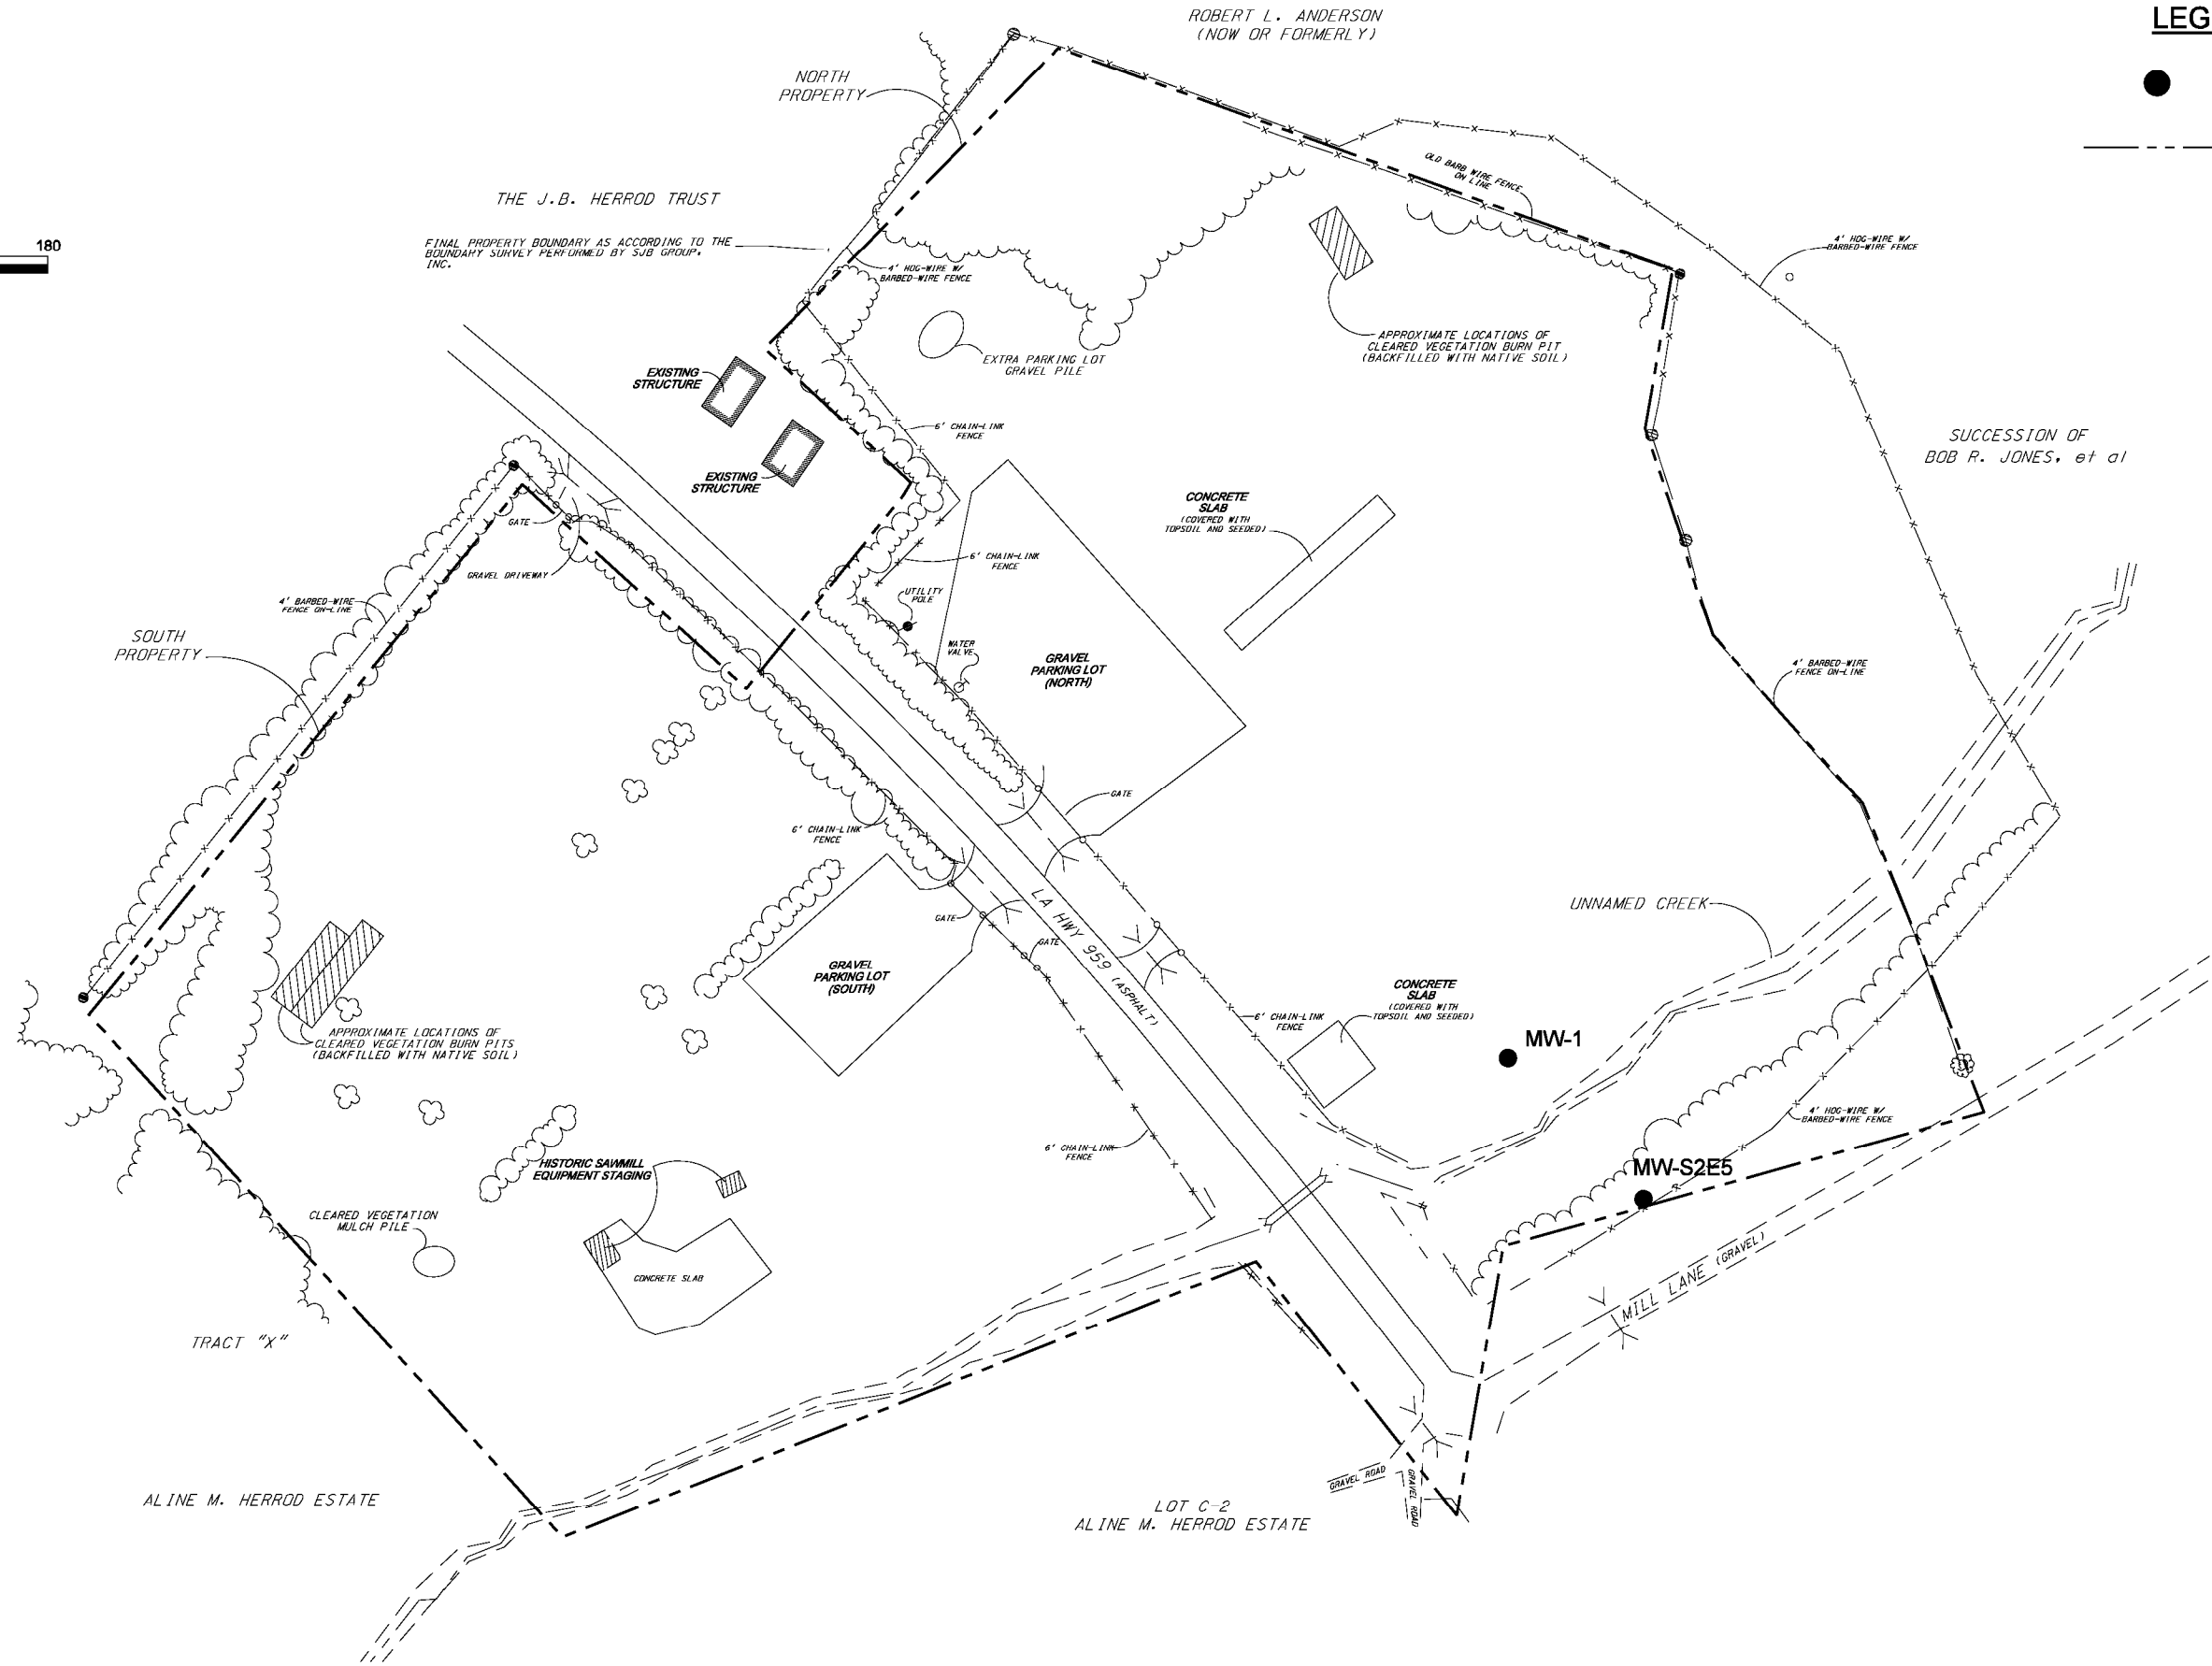 ROBERT L. ANDERSON
(NOW OR FORMERLY)
LEG
NORTH
PROPERTY
THE J.B. HERROD TRUST
180
FINAL PROPERTY BOUNDARY AS ACCORDING TO THE
BOUNDARY SURVEY PERFORMED BY SJB GROUP,
INC.
OLD BARB WIRE FENCE
ON LINE
4' HOG-WIRE W/
BARBED-WIRE FENCE
4' HOG-WIRE W/
BARBED-WIRE FENCE
APPROXIMATE LOCATIONS OF
CLEARED VEGETATION BURN PIT
(BACKFILLED WITH NATIVE SOIL)
EXTRA PARKING LOT
GRAVEL PILE
EXISTING
STRUCTURE
6' CHAIN-LINK
FENCE
SUCCESSION OF
BOB R. JONES, et al
EXISTING
STRUCTURE
CONCRETE
SLAB
(COVERED WITH
TOPSOIL AND SEEDED)
GATE
6' CHAIN-LINK
FENCE
GRAVEL DRIVEWAY
UTILITY
POLE
4' BARBED-WIRE
FENCE ON-LINE
SOUTH
PROPERTY
WATER
VALVE
GRAVEL
PARKING LOT
(NORTH)
4' BARBED-WIRE
FENCE ON-LINE
GATE
6' CHAIN-LINK
FENCE
UNNAMED CREEK
GATE
LA HWY 959 (ASPHALT)
GATE
GRAVEL
PARKING LOT
(SOUTH)
CONCRETE
SLAB
(COVERED WITH
TOPSOIL AND SEEDED)
6' CHAIN-LINK
FENCE
MW-1
APPROXIMATE LOCATIONS OF
CLEARED VEGETATION BURN PITS
(BACKFILLED WITH NATIVE SOIL)
4' HOG-WIRE W/
BARBED-WIRE FENCE
6' CHAIN-LINK
FENCE
HISTORIC SAWMILL
EQUIPMENT STAGING
MW-S2E5
CLEARED VEGETATION
MULCH PILE
CONCRETE SLAB
MILL LANE (GRAVEL)
TRACT "X"
GRAVEL ROAD
GRAVEL ROAD
ALINE M. HERROD ESTATE
LOT C-2
ALINE M. HERROD ESTATE